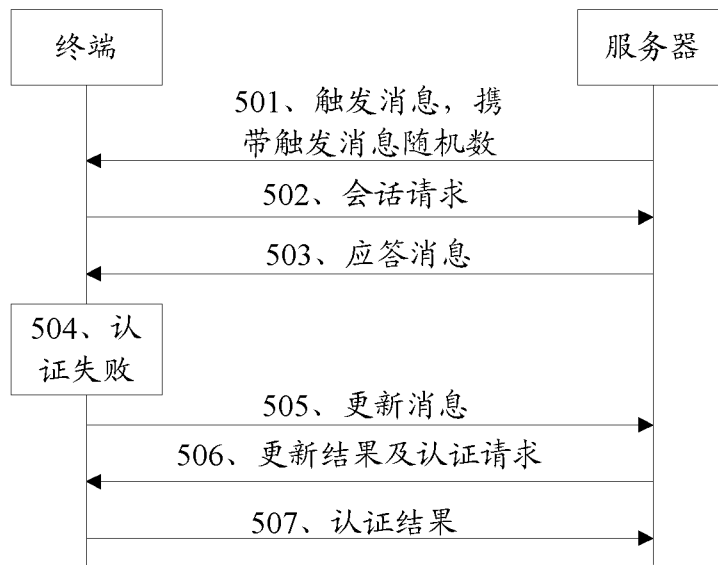 终端
服务器
501、触发消息，携
带触发消息随机数
502、会话请求
503、应答消息
504、认
证失败
505、更新消息
506、更新结果及认证请求
507、认证结果